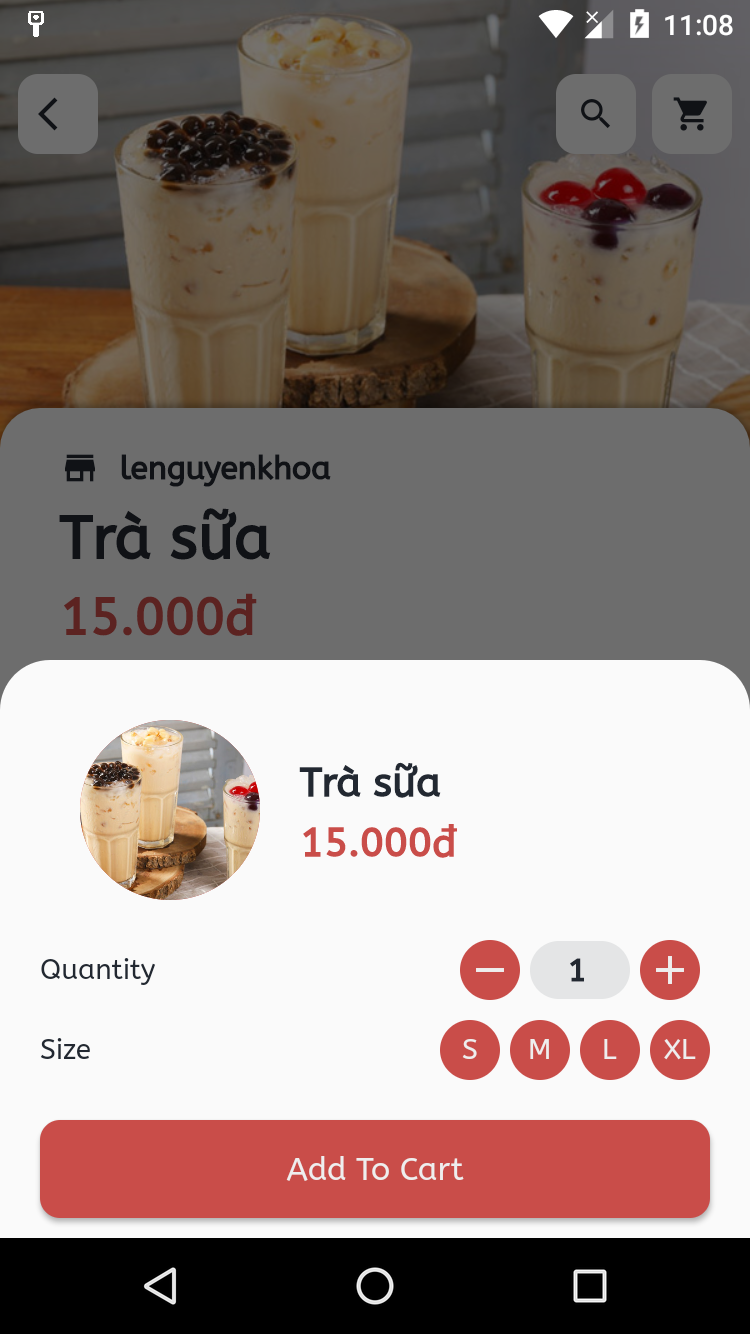 11:08
lenguyenkhoa
Trà sữa
15.000đ
Trà sữa
15.000đ
Quantity
1
Size
S
M
L
XL
Add To Cart